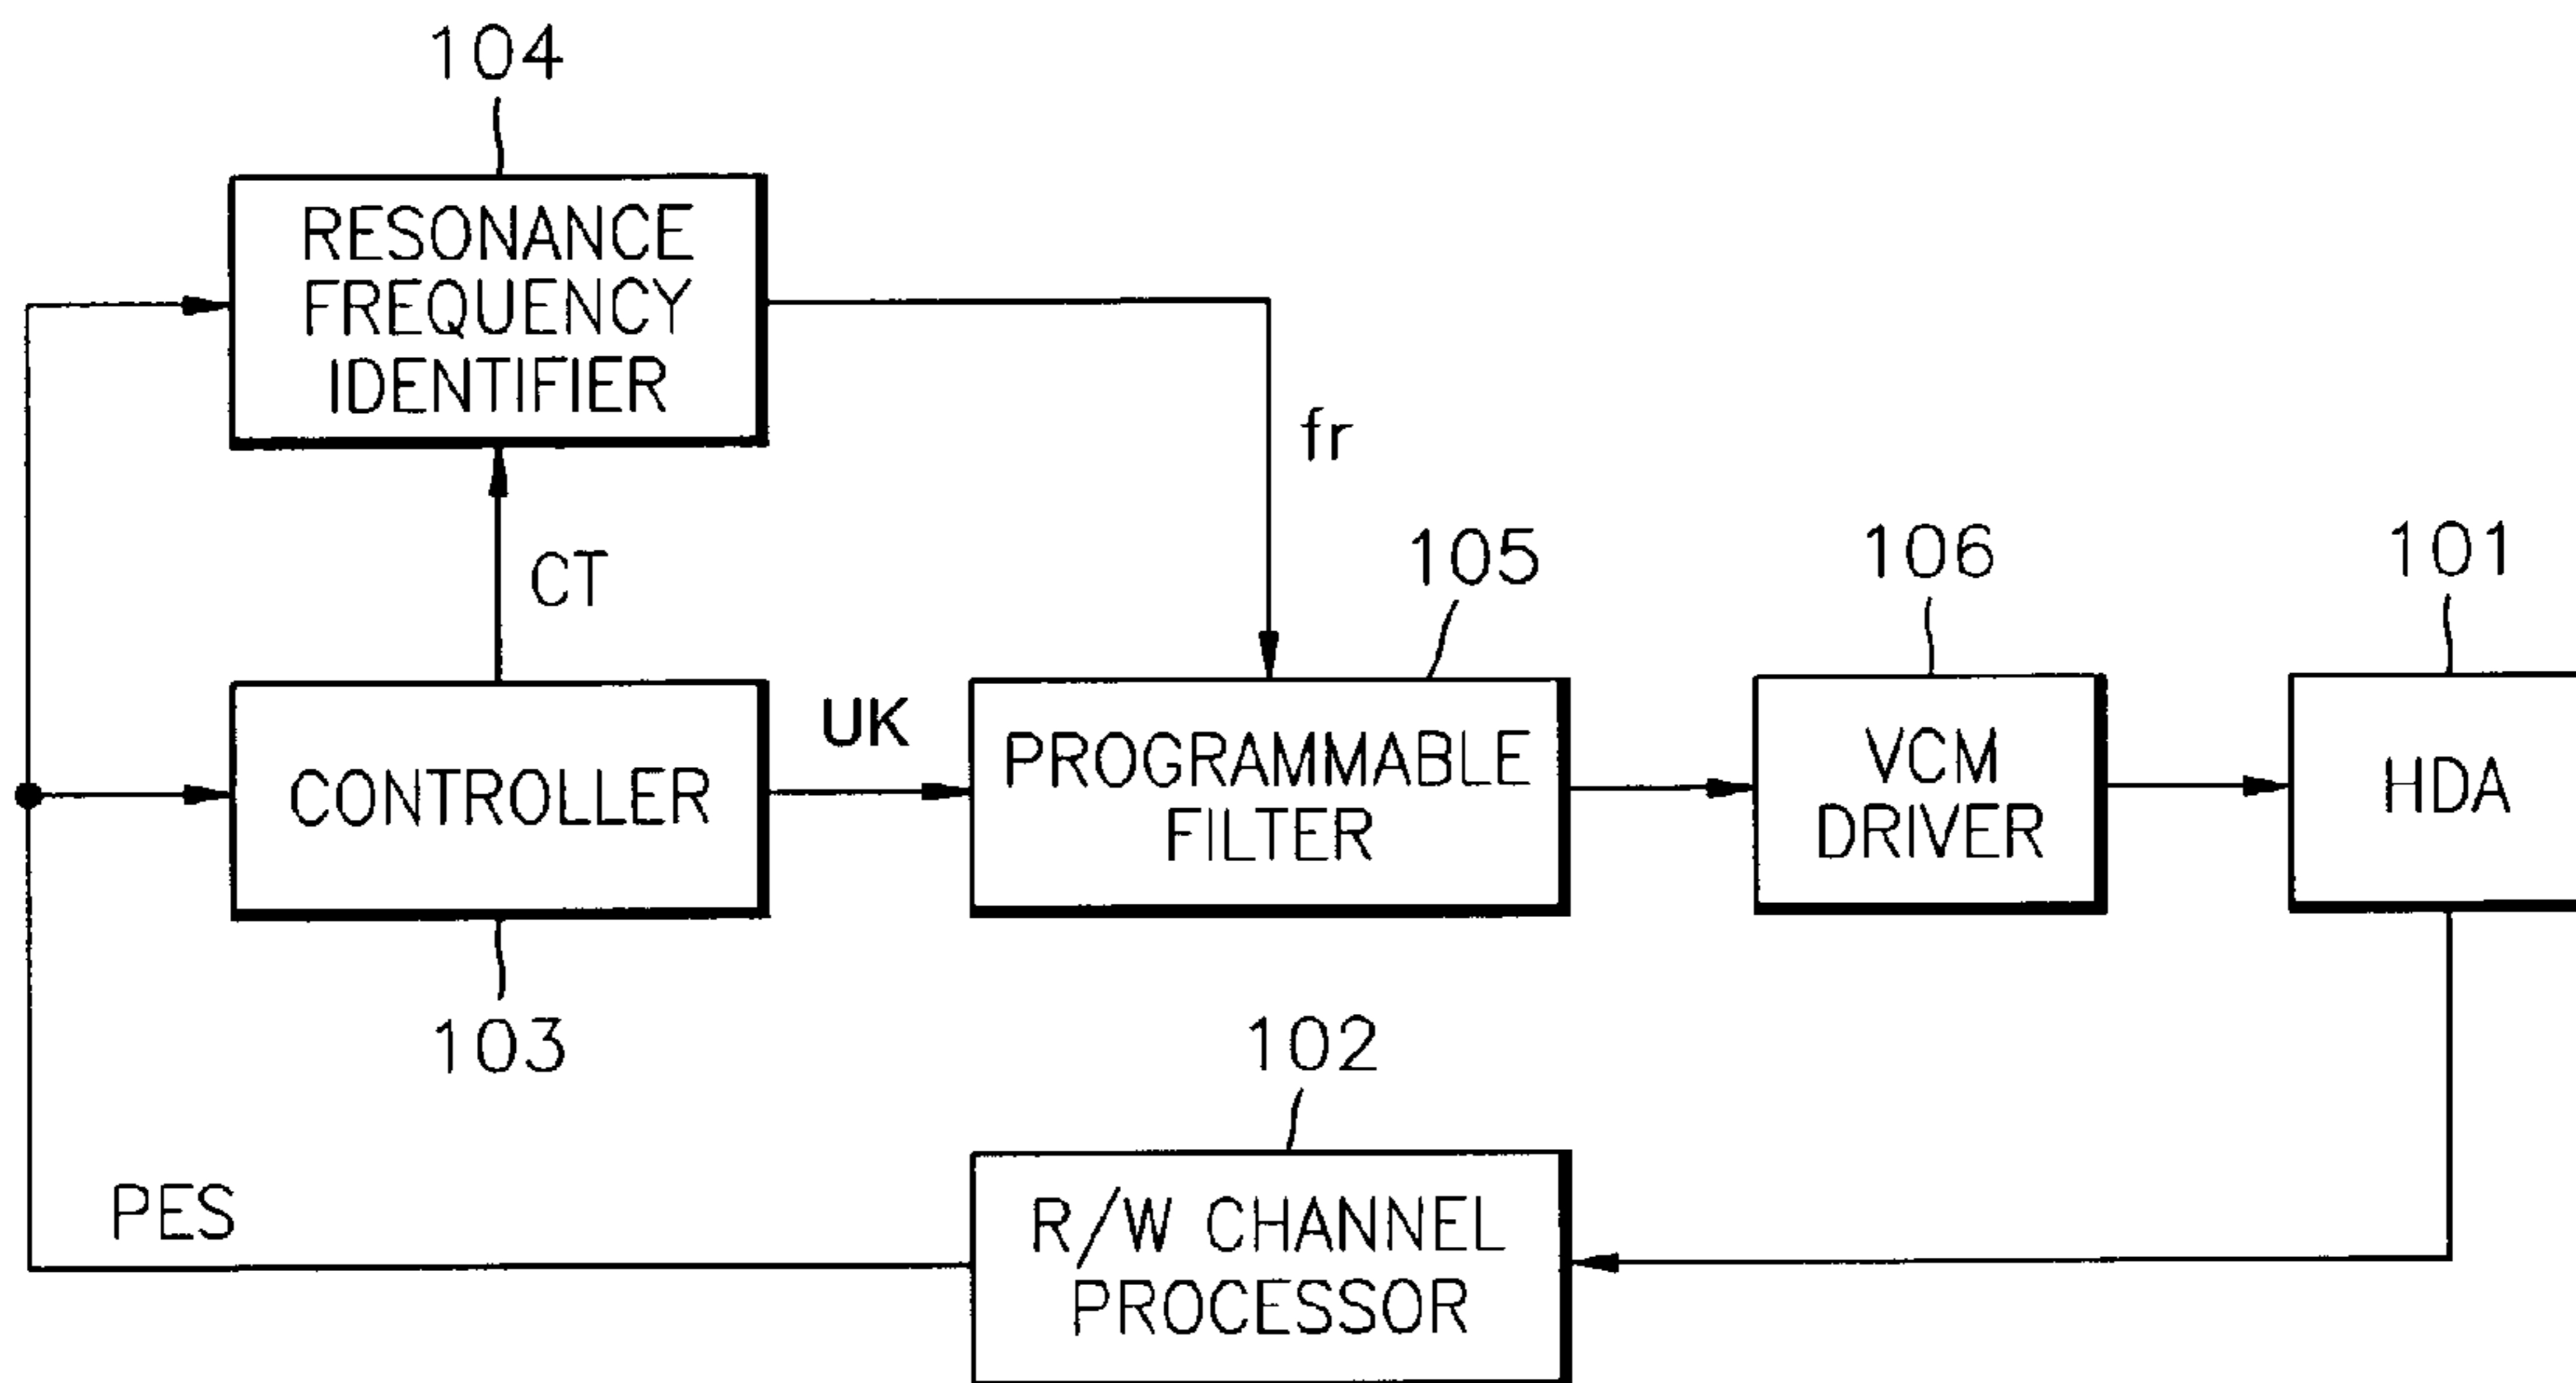 104
RESONANCE
FREQUENCY
IDENTIFIER
fr
CT
105
106
101
CONTROLLER
UK
PROGRAMMABLE
FILTER
VCM
DRIVER
HDA
103
102
PES
R/W CHANNEL
PROCESSOR